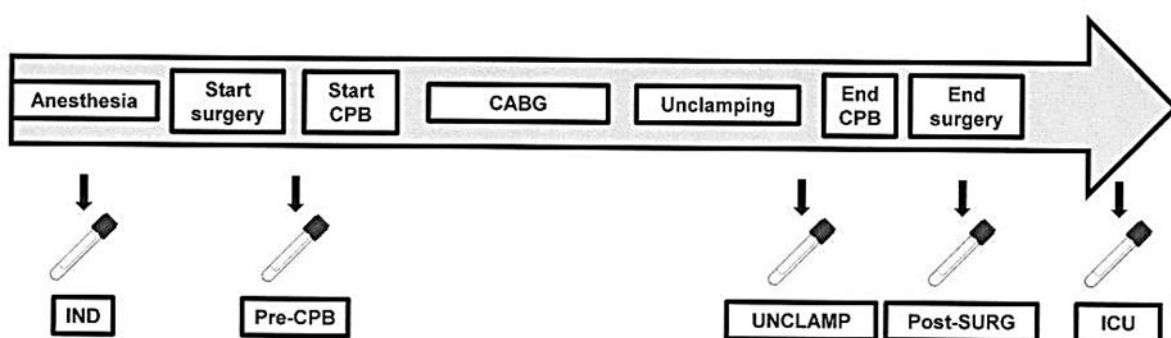 Anesthesia
Start
surgery
Start
CPB
CABG
Unclamping
End
CPB
End
surgery
IND
Pre-CPB
UNCLAMP
Post-SURG
ICU